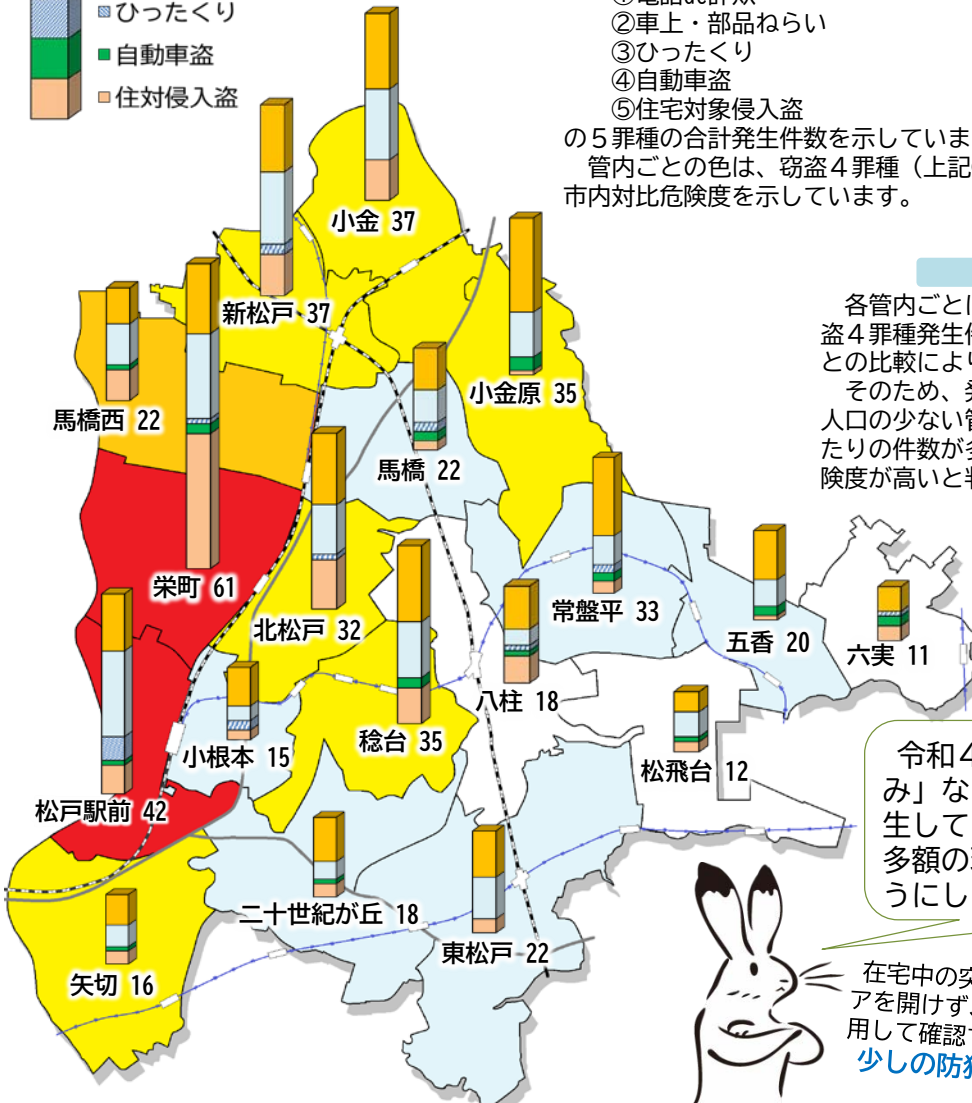 ひったくり
自動車盗
住対侵入盗
②車上・部品ねらい
③ひったくり
④自動車盗
⑤住宅対象侵入盗
の5罪種の合計発生件数を示していま
管内ごとの色は、窃盗4罪種（上記
市内対比危険度を示しています。
各管内ごとに
盗4罪種発生
との比較により
そのため、
人口の少ない
たりの件数が
険度が高いと
小金 37
新松戸 37
小金原 35
馬橋西 22
馬橋 22
栄町 61
北松戸 32
常盤平 33
五香 20
六実 11
八柱 18
小根本 15
稔台 35
松飛台 12
松戸駅前 42
二十世紀が丘 18
東松戸 22
矢切 16
令和4
み」な
生して
多額の
うにし
在宅中の
アを開けず、
用して確認
少しの防